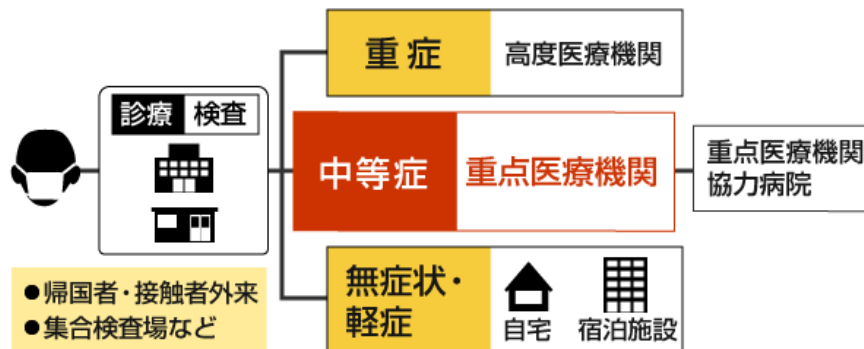 診療 検査
●帰国者・接触者外来
●集合検査場など
重症 高度医療機関
中等症 重点医療機関
重点医療機関
協力病院
無症状・
軽症
自宅 宿泊施設